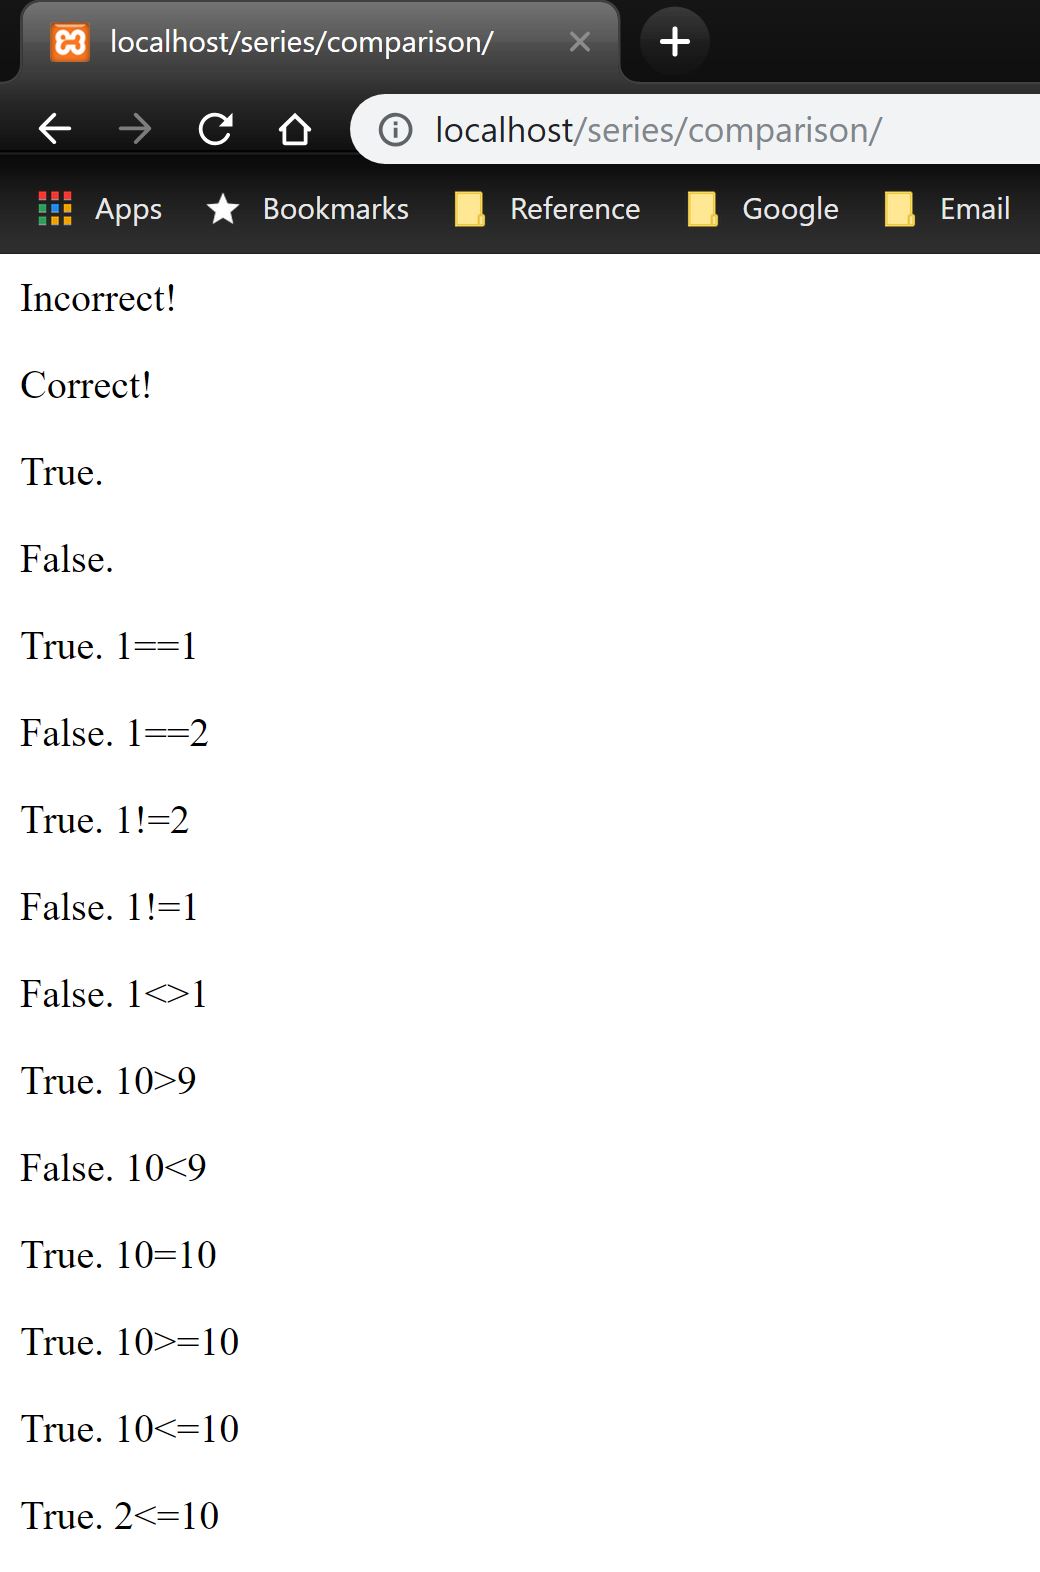 localhost/series/comparison/
localhost/series/comparison/
Apps Bookmarks Reference Google Email
Incorrect!
Correct!
True.
False.
True. 1==1
False. 1==2
True. 1!=2
False. 1!=1
False. 1<>1
True. 10>9
False. 10<9
True. 10=10
True. 10>=10
True. 10<=10
True. 2<=10